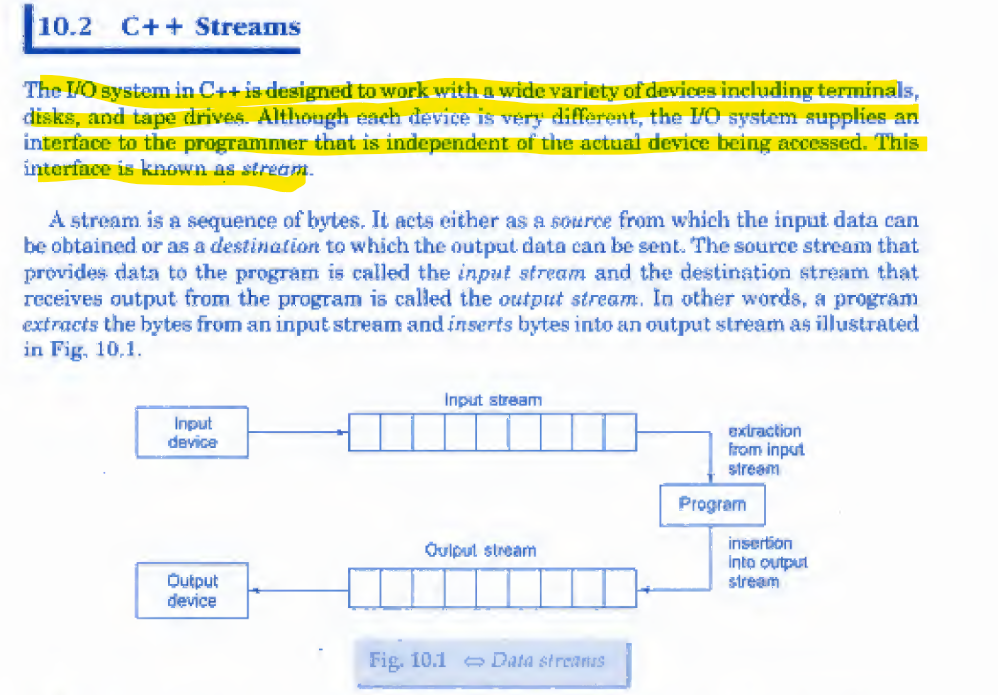 10.2 C++ Streams
The I/O system in C++ is designed to work with a wide variety of devices including terminals,
disks, and tape drives. Although each device is very different, the I/O system supplies an
interface to the programmer that is independent of the actual device being accessed. This
interface is known as stream.
A stream is a sequence of bytes. It acts either as a source from which the input data can
be obtained or as a destination to which the output data can be sent. The source stream that
provides data to the program is called the input stream and the destination stream that
receives output from the program is called the output stream. In other words, a program
extracts the bytes from an input stream and inserts bytes into an output stream as illustrated
in Fig. 10.1.
Input stream
Input
device
extraction
from input
stream
Program
Output stream
insertion
into output
stream
Output
device
Fig. 10.1 ⇔ Data streams